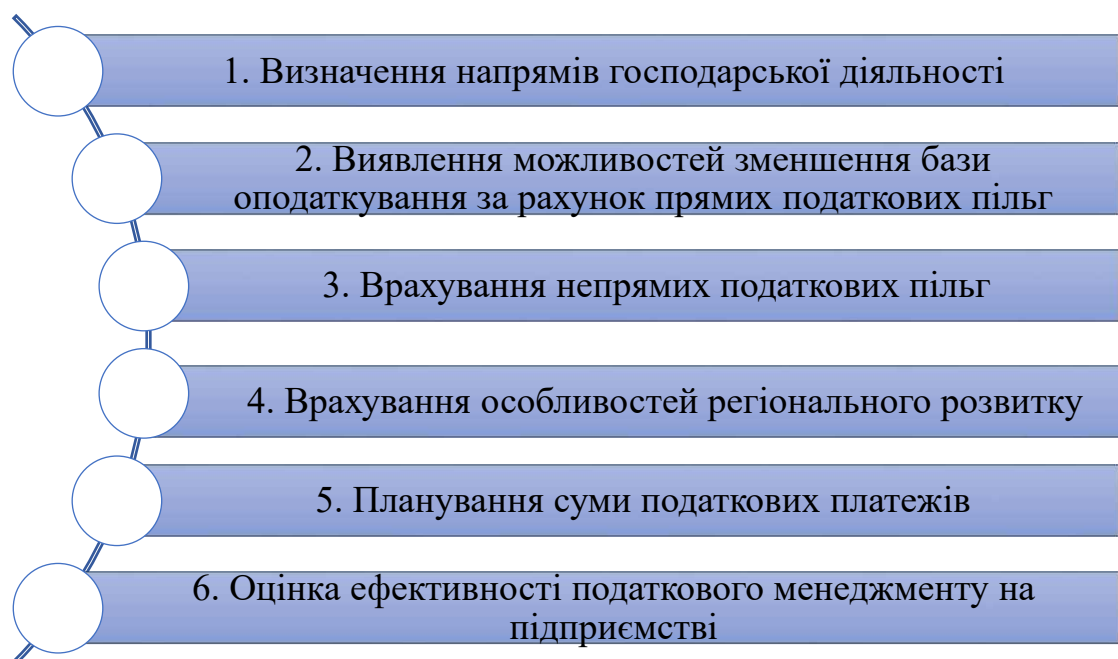 1. Визначення напрямів господарської діяльності
2. Виявлення можливостей зменшення бази
оподаткування за рахунок прямих податкових пільг
3. Врахування непрямих податкових пільг
4. Врахування особливостей регіонального розвитку
5. Планування суми податкових платежів
6. Оцінка ефективності податкового менеджменту на
підприємстві